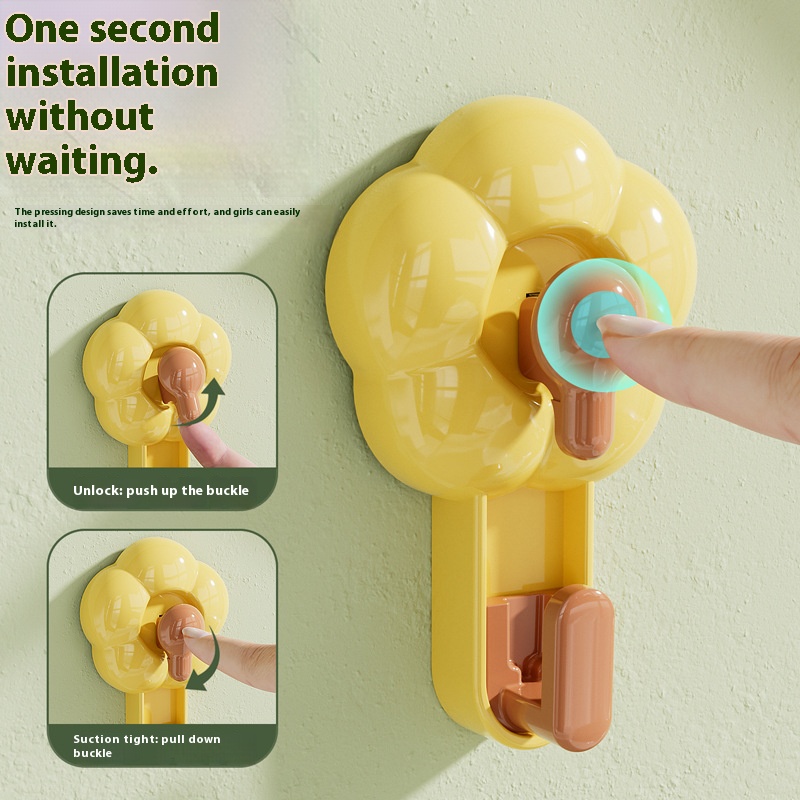 One second
installation
without
waiting.
The pressing design saves time and effort, and girls can easily
install it.
Unlock: push up the buckle
Suction tight: pull down
buckle